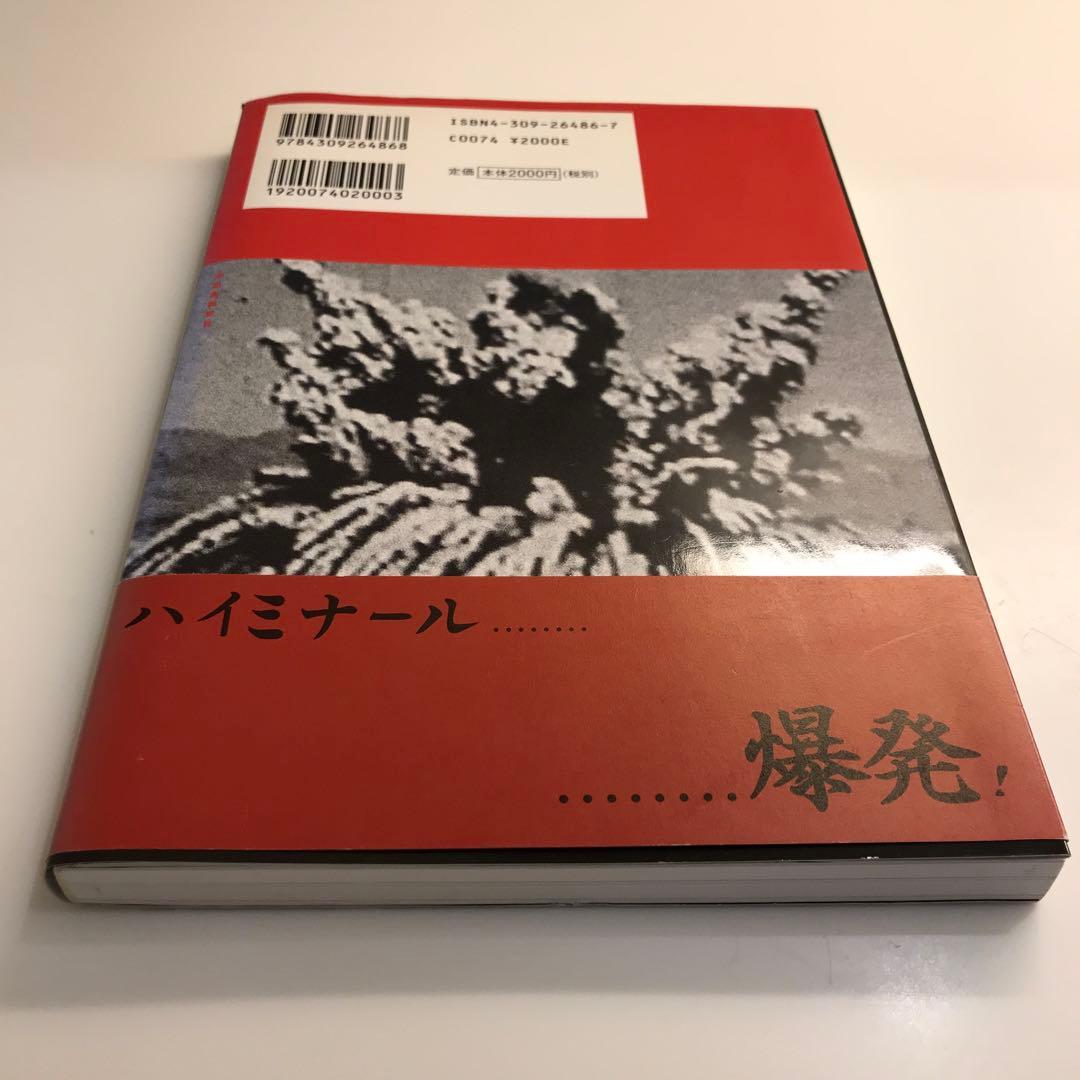 ISBN4-309-26486-7
9784309264868
C0074 ¥2000E
定価 本体2000円(税別)
1920074020003
ハイミナール........
........爆発!